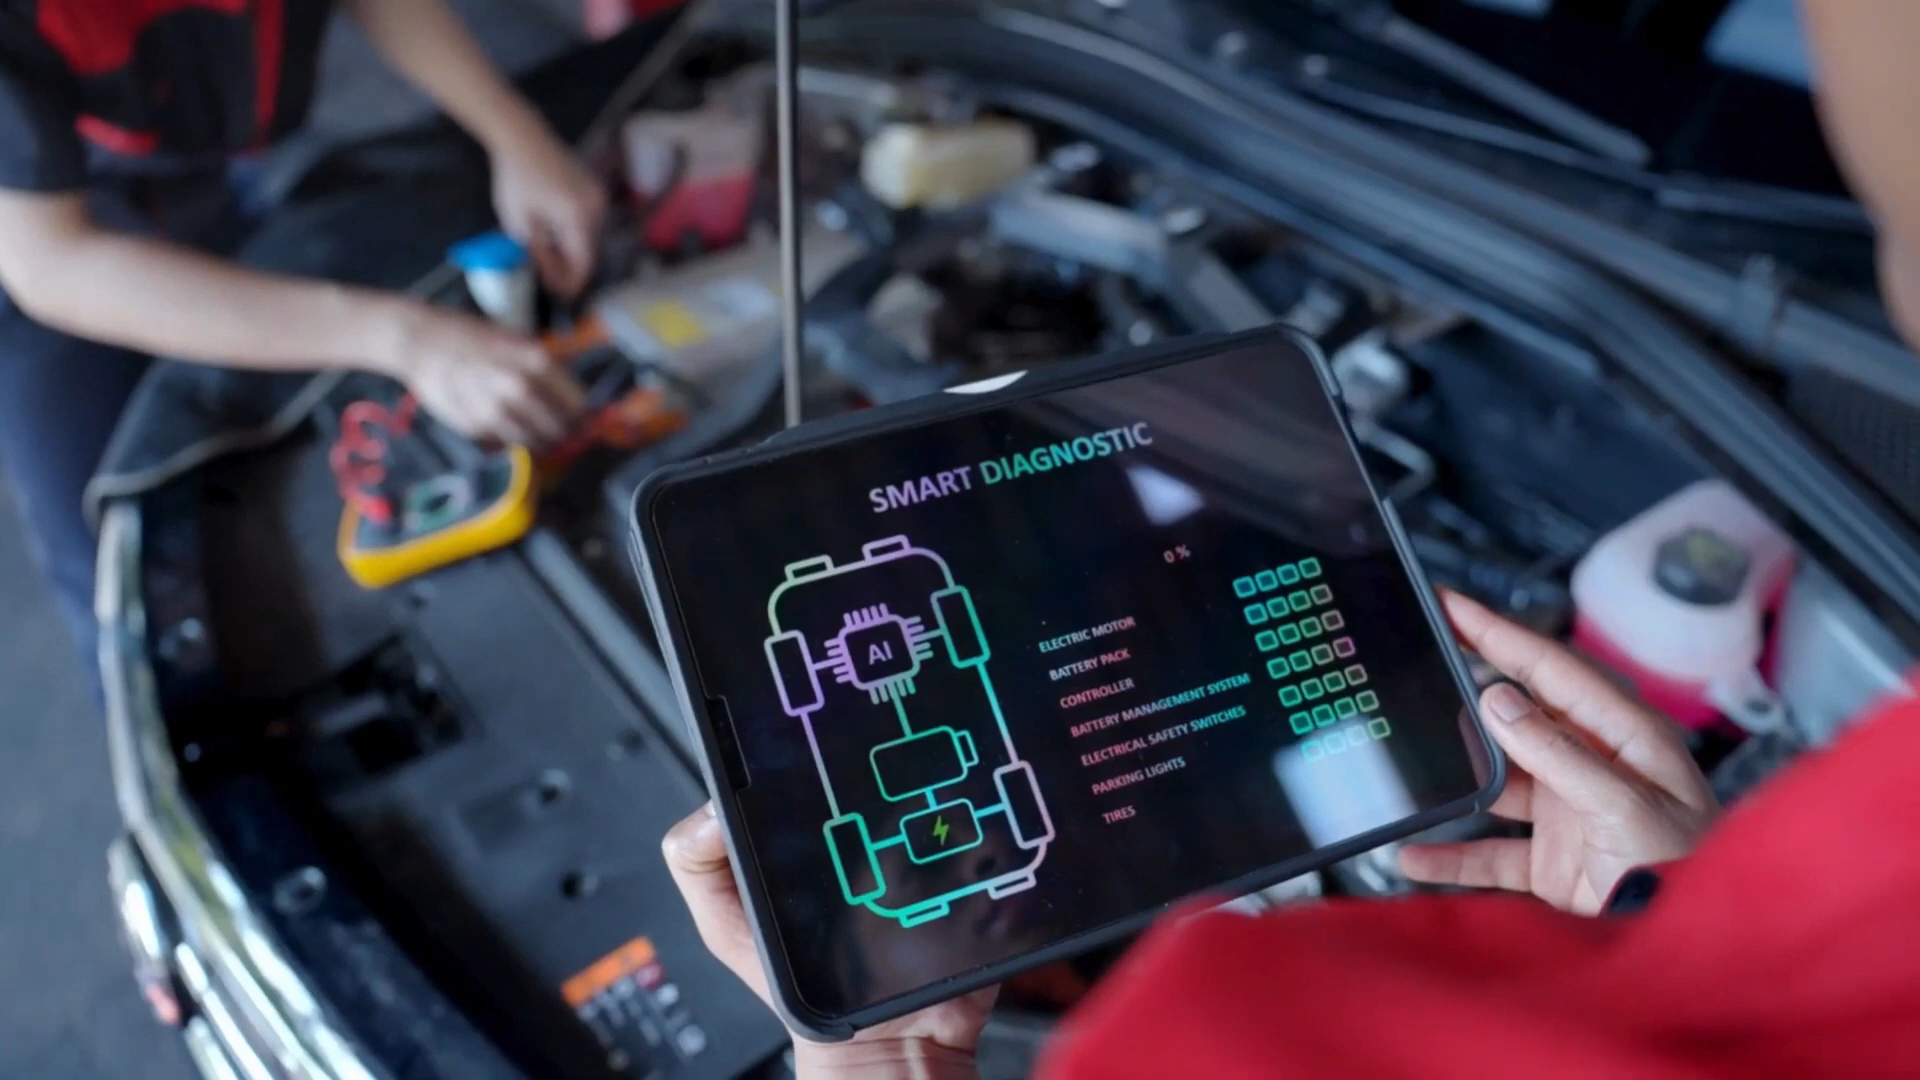 SMART DIAGNOSTIC
0 %
AI
ELECTRIC MOTOR
BATTERY PACK
CONTROLLER
BATTERY MANAGEMENT SYSTEM
ELECTRICAL SAFETY SWITCHES
PARKING LIGHTS
TIRES